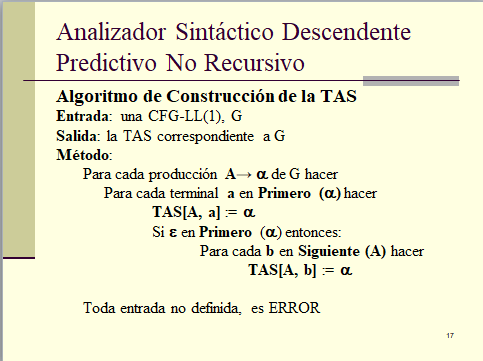 Analizador Sintáctico Descendente
Predictivo No Recursivo
Algoritmo de Construcción de la TAS
Entrada: una CFG-LL(1), G
Salida: la TAS correspondiente a G
Método:
Para cada producción A→ α de G hacer
Para cada terminal a en Primero (α) hacer
TAS[A, a] := α
Si ε en Primero (α) entonces:
Para cada b en Siguiente (A) hacer
TAS[A, b] := α
Toda entrada no definida, es ERROR
17